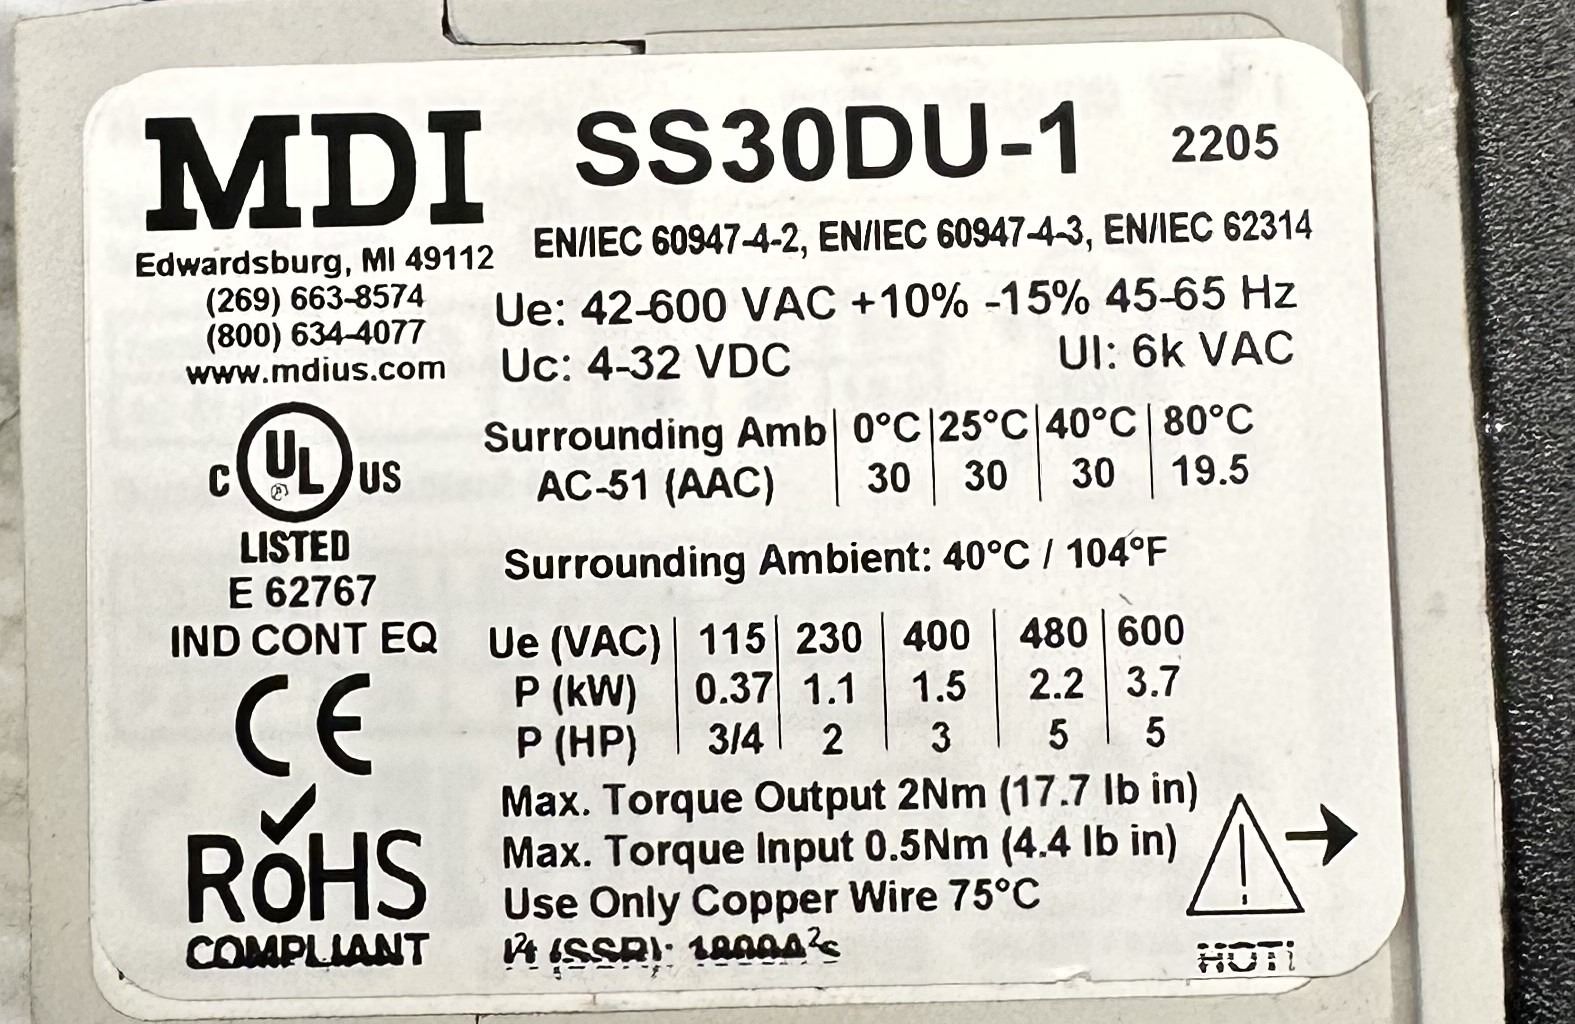 MDI SS30DU-1 2205
Edwardsburg, MI 49112
(269) 663-8574
(800) 634-4077
www.mdius.com
EN/IEC 60947-4-2, EN/IEC 60947-4-3, EN/IEC 62314
Ue: 42-600 VAC +10% -15% 45-65 Hz
Uc: 4-32 VDC UI: 6k VAC
C UL ® US
LISTED
E 62767
IND CONT EQ
CE
RoHS
COMPLIANT
Surrounding Amb 0°C 25°C 40°C 80°C
AC-51 (AAC) 30 30 30 19.5
Surrounding Ambient: 40°C / 104°F
Ue (VAC) 115 230 400 480 600
P (kW) 0.37 1.1 1.5 2.2 3.7
P (HP) 3/4 2 3 5 5
Max. Torque Output 2Nm (17.7 lb in)
Max. Torque Input 0.5Nm (4.4 lb in)
Use Only Copper Wire 75°C
I²t (SSR): A²s
HOT!